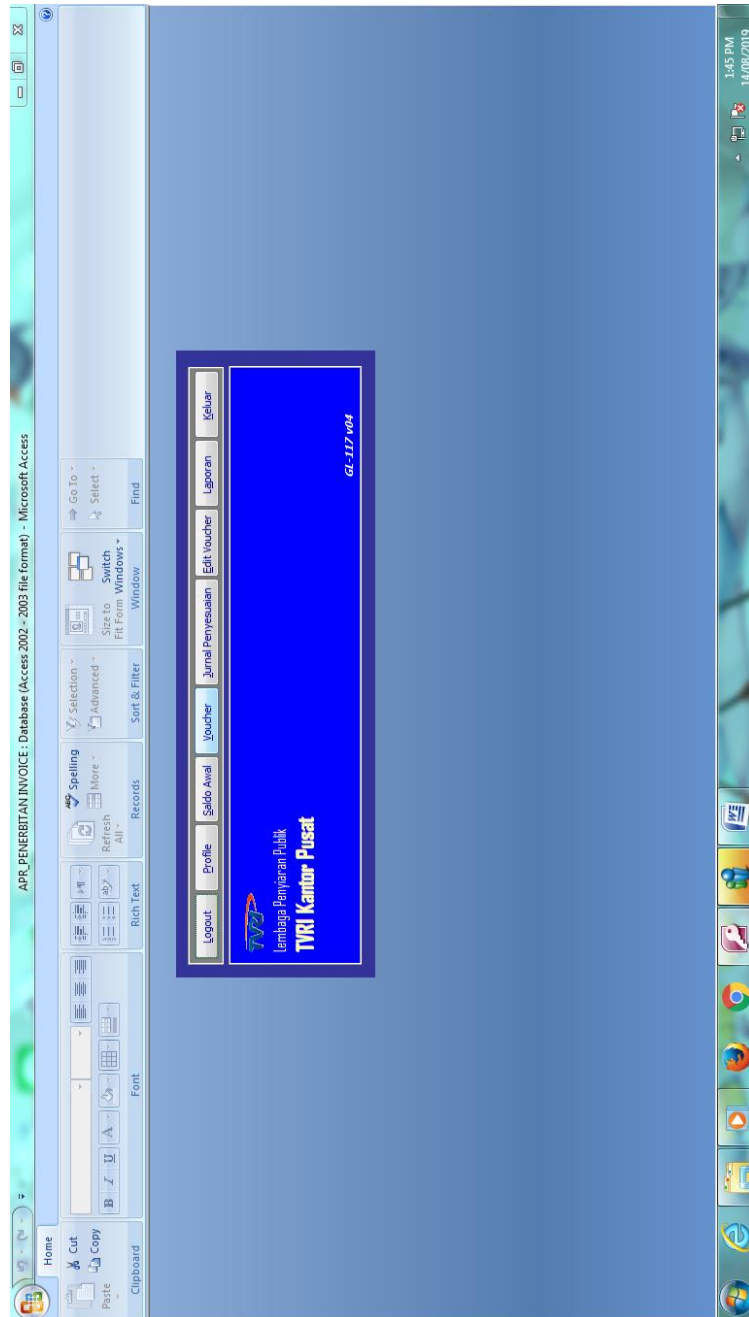 APR_PENERBITAN INVOICE : Database (Access 2002 - 2003 file format) - Microsoft Access
Home
Paste
Cut
Copy
Clipboard
B I U A
Font
Rich Text
Refresh All
ABC
Spelling
More
Records
Selection
Advanced
Sort & Filter
Size to Fit Form
Switch Windows
Window
Go To
Select
Find
Logout Profile Saldo Awal Voucher Jurnal Penyesuaian Edit Voucher Laporan Keluar
TVRI
Lembaga Penyiaran Publik
TVRI Kantor Pusat
GL-117 v04
1:45 PM
14/08/2019